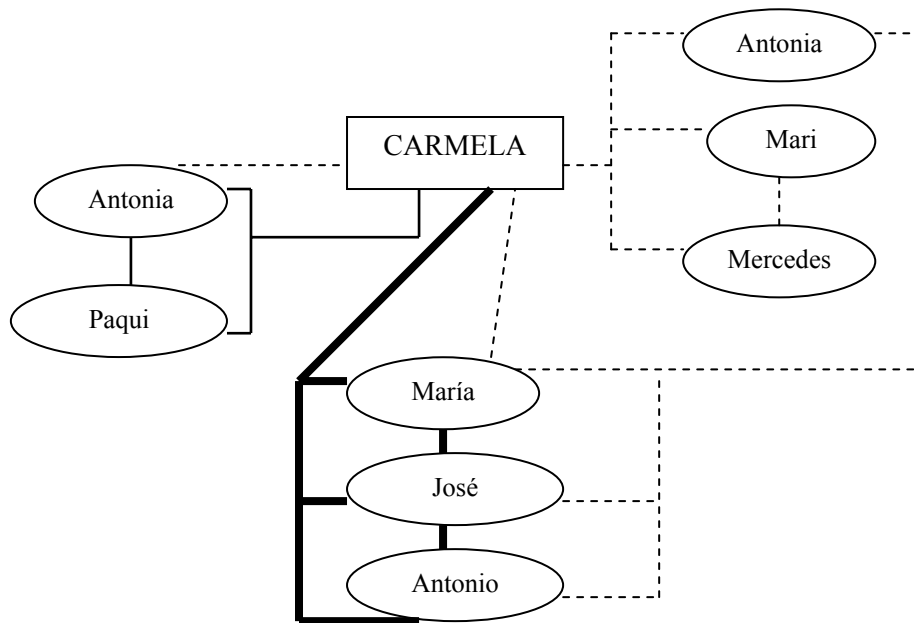 Antonia
CARMELA
Mari
Antonia
Mercedes
Paqui
María
José
Antonio